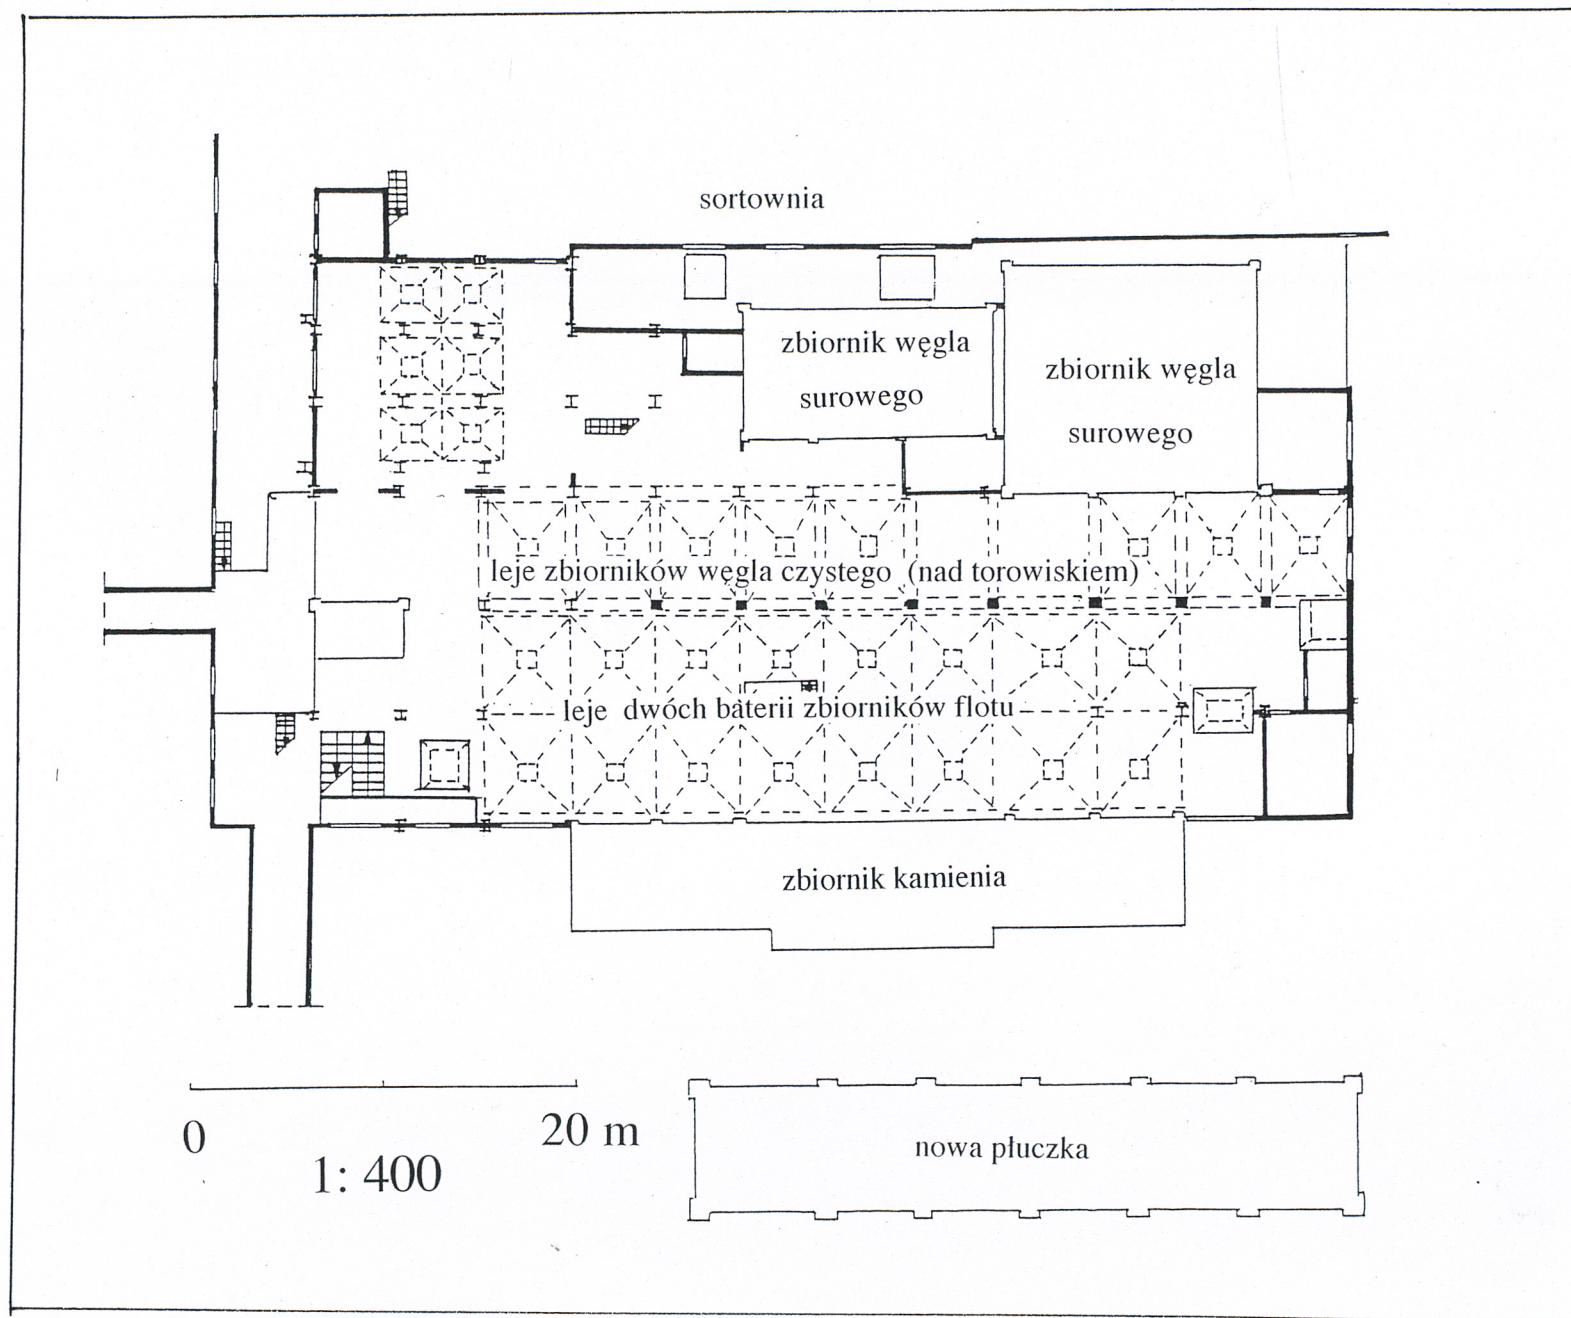 sortownia
zbiornik węgla
surowego
zbiornik węgla
surowego
leje zbiorników węgla czystego (nad torowiskiem)
leje dwóch baterii zbiorników flotu
zbiornik kamienia
0
20 m
1: 400
nowa płuczka